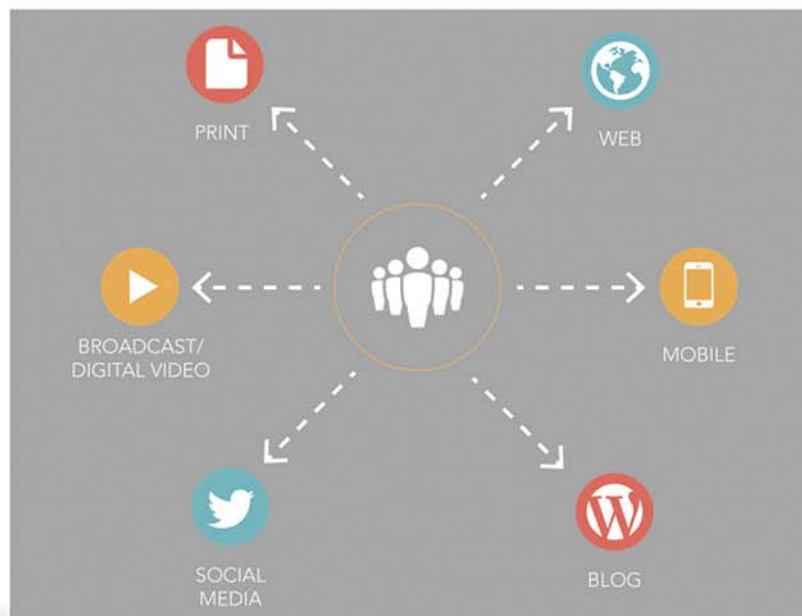 PRINT
WEB
BROADCAST/
DIGITAL VIDEO
MOBILE
SOCIAL
MEDIA
BLOG